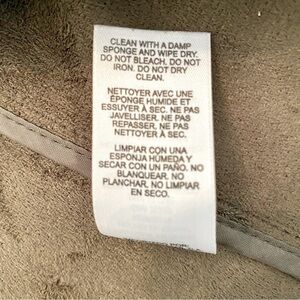 CLEAN WITH A DAMP
SPONGE AND WIPE DRY.
DO NOT BLEACH. DO NOT
IRON. DO NOT DRY
CLEAN.
NETTOYER AVEC UNE
ÉPONGE HUMIDE ET
ESSUYER À SEC. NE PAS
JAVELLISER. NE PAS
REPASSER. NE PAS
NETTOYER À SEC.
LIMPIAR CON UNA
ESPONJA HÚMEDA Y
SECAR CON UN PAÑO. NO
BLANQUEAR. NO
PLANCHAR. NO LIMPIAR
EN SECO.